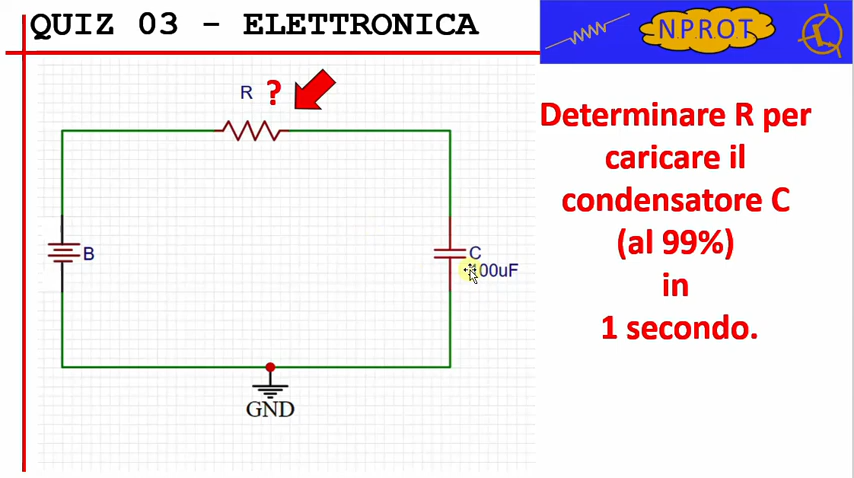 QUIZ 03 – ELETTRONICA
NPROT
R ?
Determinare R per
caricare il
condensatore C
(al 99%)
in
1 secondo.
B
C
GND